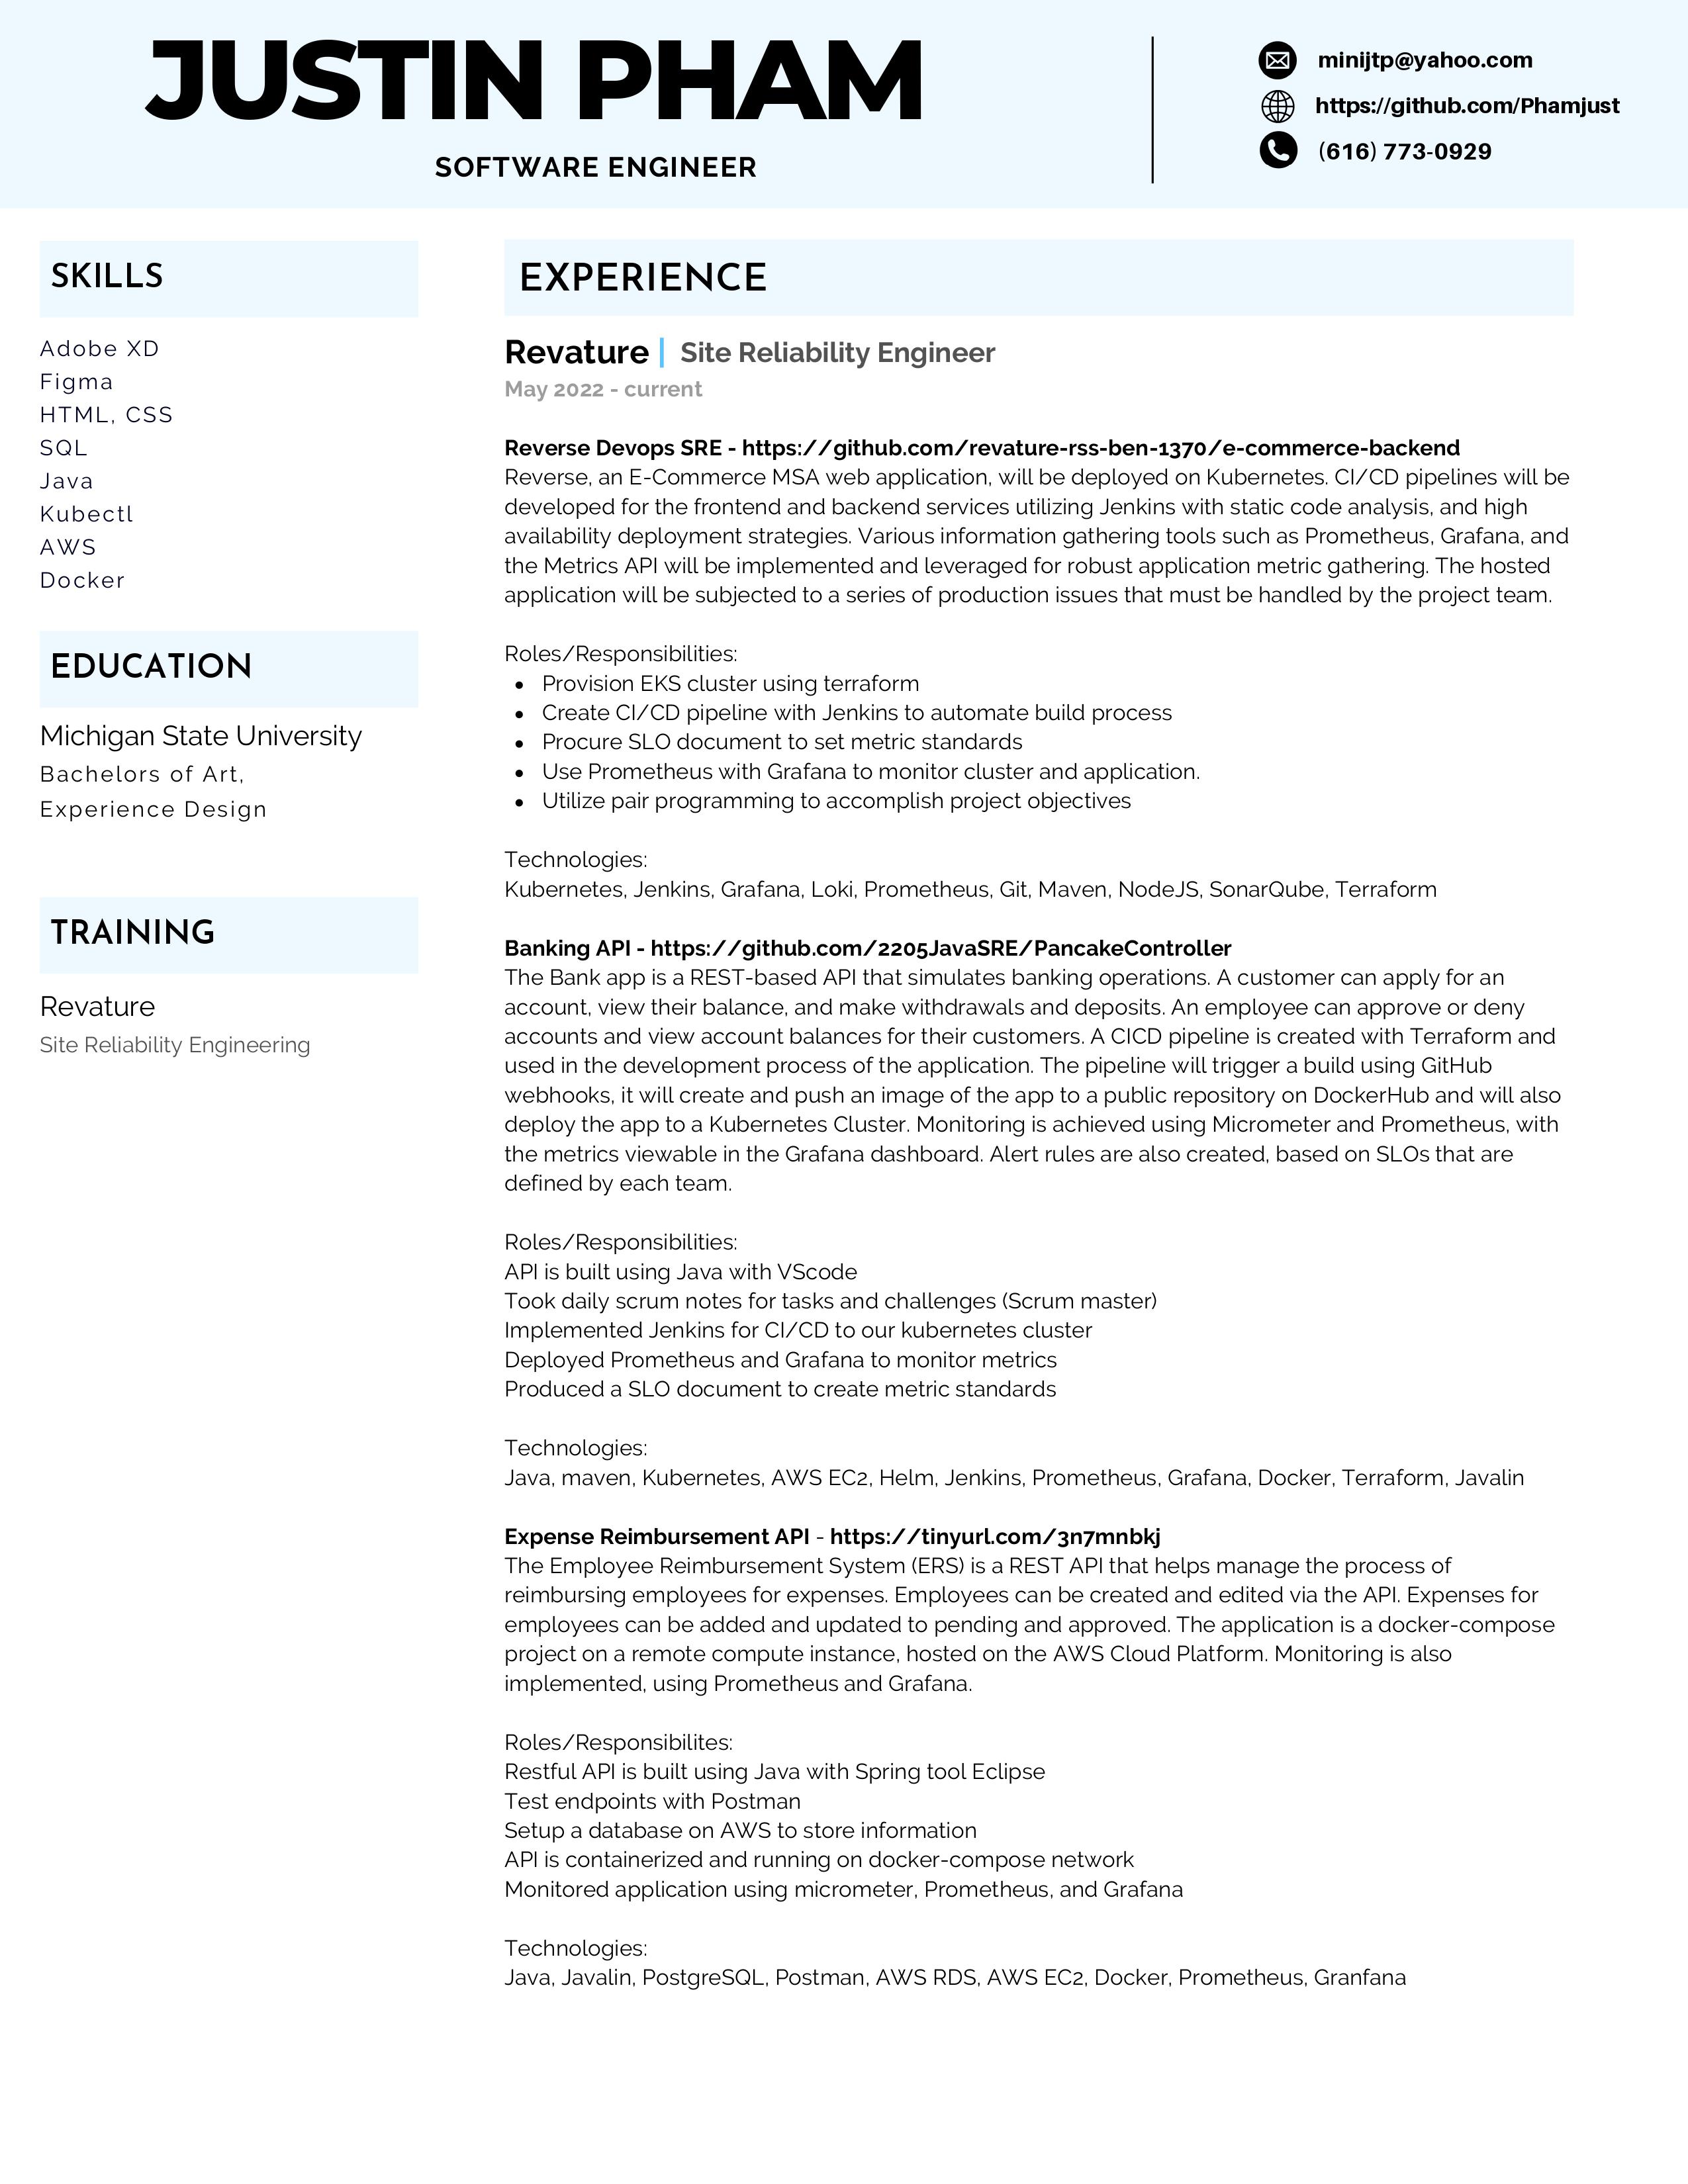 JUSTIN PHAM
SOFTWARE ENGINEER
minijtp@yahoo.com
https://github.com/Phamjust
(616) 773-0929
SKILLS
Adobe XD
Figma
HTML, CSS
SQL
Java
Kubectl
AWS
Docker
EDUCATION
Michigan State University
Bachelors of Art,
Experience Design
TRAINING
Revature
Site Reliability Engineering
EXPERIENCE
Revature | Site Reliability Engineer
May 2022 - current
Reverse Devops SRE - https://github.com/revature-rss-ben-1370/e-commerce-backend
Reverse, an E-Commerce MSA web application, will be deployed on Kubernetes. CI/CD pipelines will be
developed for the frontend and backend services utilizing Jenkins with static code analysis, and high
availability deployment strategies. Various information gathering tools such as Prometheus, Grafana, and
the Metrics API will be implemented and leveraged for robust application metric gathering. The hosted
application will be subjected to a series of production issues that must be handled by the project team.
Roles/Responsibilities:
• Provision EKS cluster using terraform
• Create CI/CD pipeline with Jenkins to automate build process
• Procure SLO document to set metric standards
• Use Prometheus with Grafana to monitor cluster and application.
• Utilize pair programming to accomplish project objectives
Technologies:
Kubernetes, Jenkins, Grafana, Loki, Prometheus, Git, Maven, NodeJS, SonarQube, Terraform
Banking API - https://github.com/2205JavaSRE/PancakeController
The Bank app is a REST-based API that simulates banking operations. A customer can apply for an
account, view their balance, and make withdrawals and deposits. An employee can approve or deny
accounts and view account balances for their customers. A CICD pipeline is created with Terraform and
used in the development process of the application. The pipeline will trigger a build using GitHub
webhooks, it will create and push an image of the app to a public repository on DockerHub and will also
deploy the app to a Kubernetes Cluster. Monitoring is achieved using Micrometer and Prometheus, with
the metrics viewable in the Grafana dashboard. Alert rules are also created, based on SLOs that are
defined by each team.
Roles/Responsibilities:
API is built using Java with VScode
Took daily scrum notes for tasks and challenges (Scrum master)
Implemented Jenkins for CI/CD to our kubernetes cluster
Deployed Prometheus and Grafana to monitor metrics
Produced a SLO document to create metric standards
Technologies:
Java, maven, Kubernetes, AWS EC2, Helm, Jenkins, Prometheus, Grafana, Docker, Terraform, Javalin
Expense Reimbursement API - https://tinyurl.com/3n7mnbkj
The Employee Reimbursement System (ERS) is a REST API that helps manage the process of
reimbursing employees for expenses. Employees can be created and edited via the API. Expenses for
employees can be added and updated to pending and approved. The application is a docker-compose
project on a remote compute instance, hosted on the AWS Cloud Platform. Monitoring is also
implemented, using Prometheus and Grafana.
Roles/Responsibilites:
Restful API is built using Java with Spring tool Eclipse
Test endpoints with Postman
Setup a database on AWS to store information
API is containerized and running on docker-compose network
Monitored application using micrometer, Prometheus, and Grafana
Technologies:
Java, Javalin, PostgreSQL, Postman, AWS RDS, AWS EC2, Docker, Prometheus, Granfana